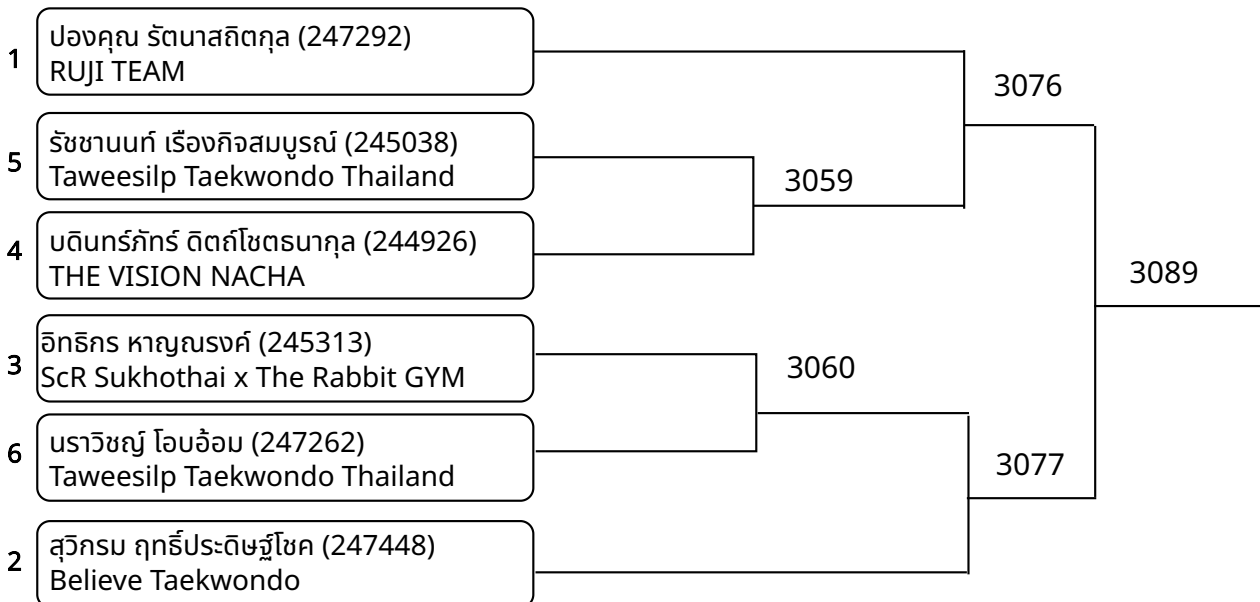 1
ปองคุณ รัตนาสถิตกุล (247292)
RUJI TEAM
3076
5
รัชชานนท์ เรืองกิจสมบูรณ์ (245038)
Taweesilp Taekwondo Thailand
3059
4
บดินทร์ภัทร์ ดิตถ์โชตธนากุล (244926)
THE VISION NACHA
3089
3
อิทธิกร หาญณรงค์ (245313)
ScR Sukhothai x The Rabbit GYM
3060
6
นราวิชญ์ โอบอ้อม (247262)
Taweesilp Taekwondo Thailand
3077
2
สุวิกรม ฤทธิ์ประดิษฐ์โชค (247448)
Believe Taekwondo